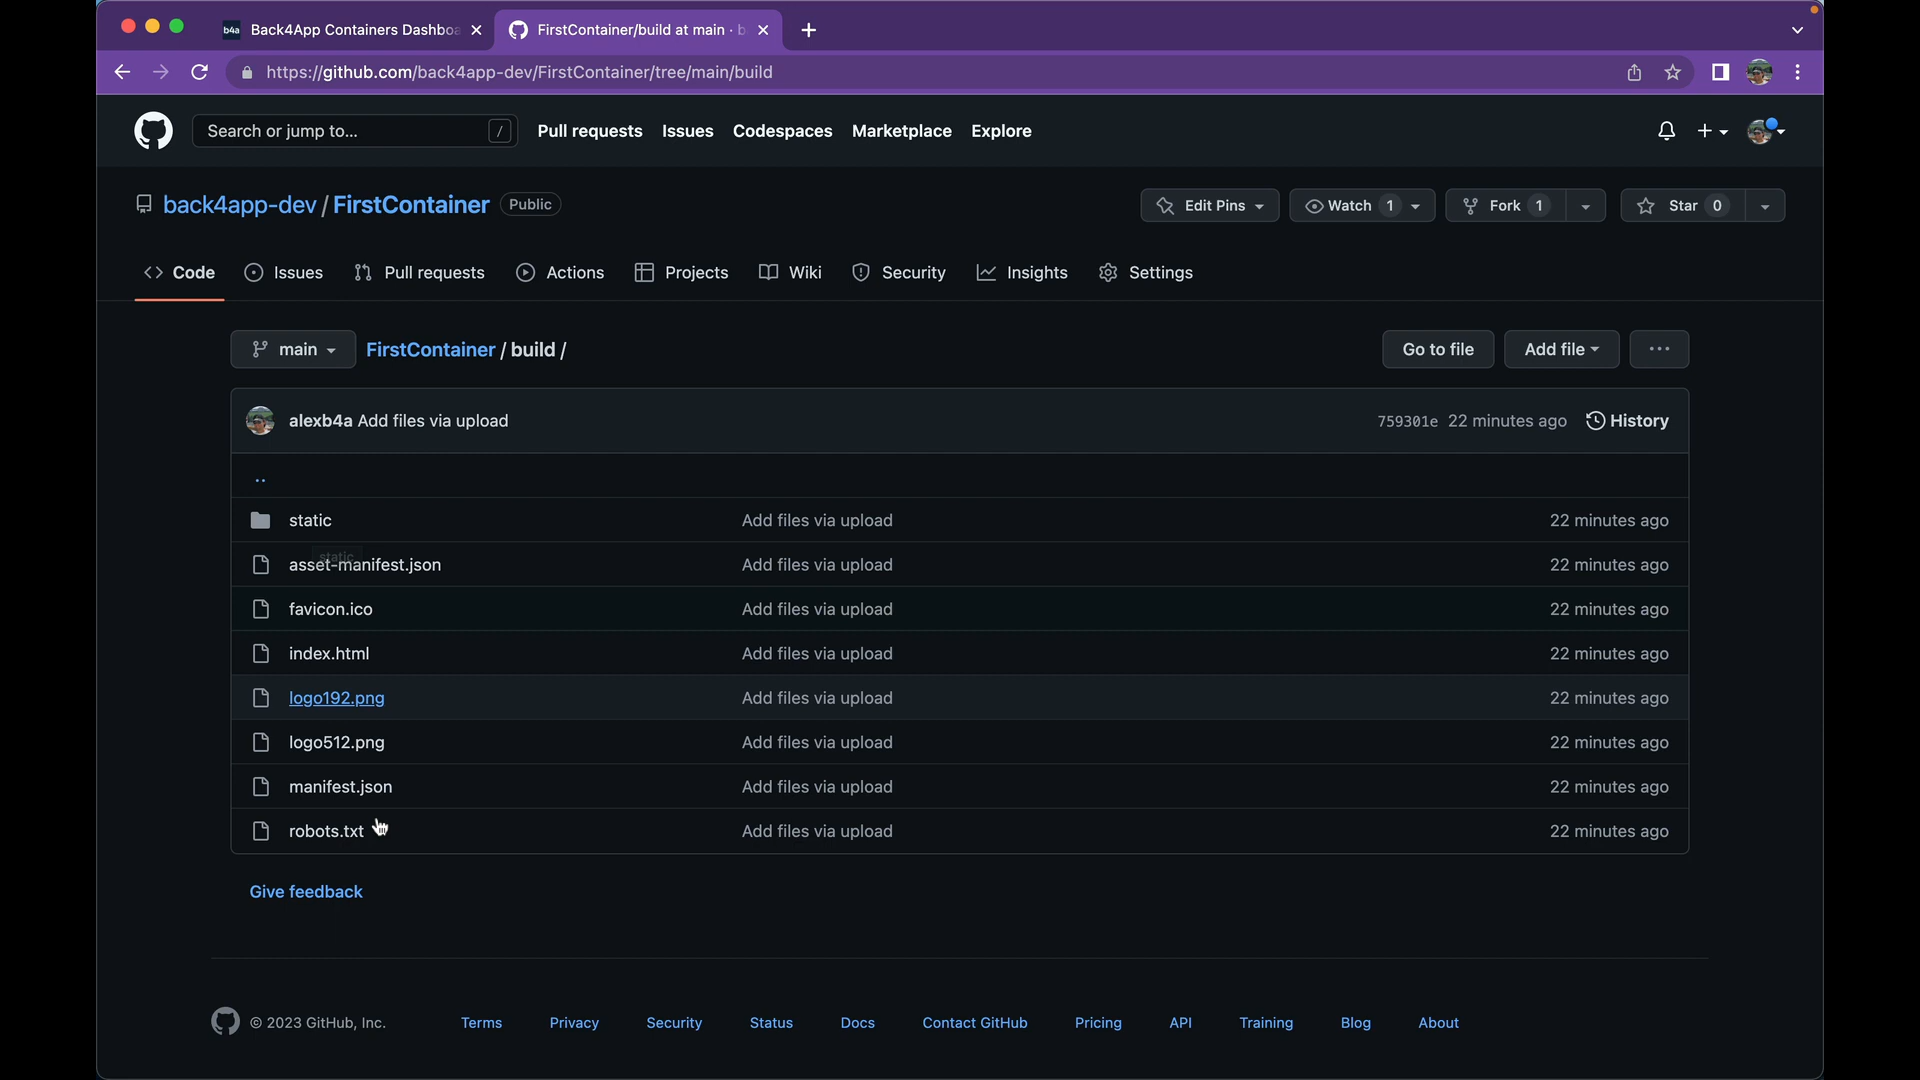 b4a Back4App Containers Dashboa
FirstContainer/build at main · b
https://github.com/back4app-dev/FirstContainer/tree/main/build
Search or jump to... /
Pull requests Issues Codespaces Marketplace Explore
back4app-dev / FirstContainer Public
Edit Pins Watch 1 Fork 1 Star 0
Code Issues Pull requests Actions Projects Wiki Security Insights Settings
main FirstContainer / build / Go to file Add file ···
alexb4a Add files via upload 759301e 22 minutes ago History
..
static Add files via upload 22 minutes ago
static
asset-manifest.json Add files via upload 22 minutes ago
favicon.ico Add files via upload 22 minutes ago
index.html Add files via upload 22 minutes ago
logo192.png Add files via upload 22 minutes ago
logo512.png Add files via upload 22 minutes ago
manifest.json Add files via upload 22 minutes ago
robots.txt Add files via upload 22 minutes ago
Give feedback
© 2023 GitHub, Inc. Terms Privacy Security Status Docs Contact GitHub Pricing API Training Blog About